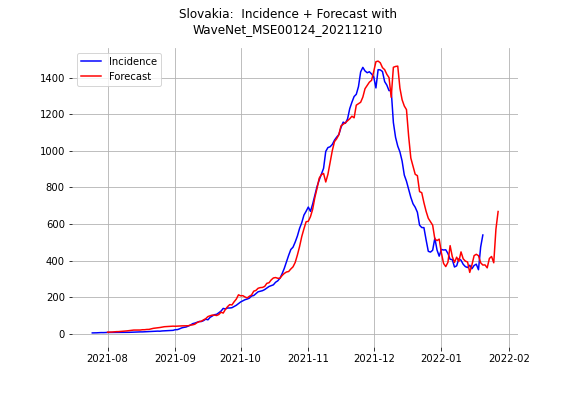 Slovakia:  Incidence + Forecast with
WaveNet_MSE00124_20211210
Incidence
Forecast
1400
1200
1000
800
600
400
200
0
2021-08 2021-09 2021-10 2021-11 2021-12 2022-01 2022-02